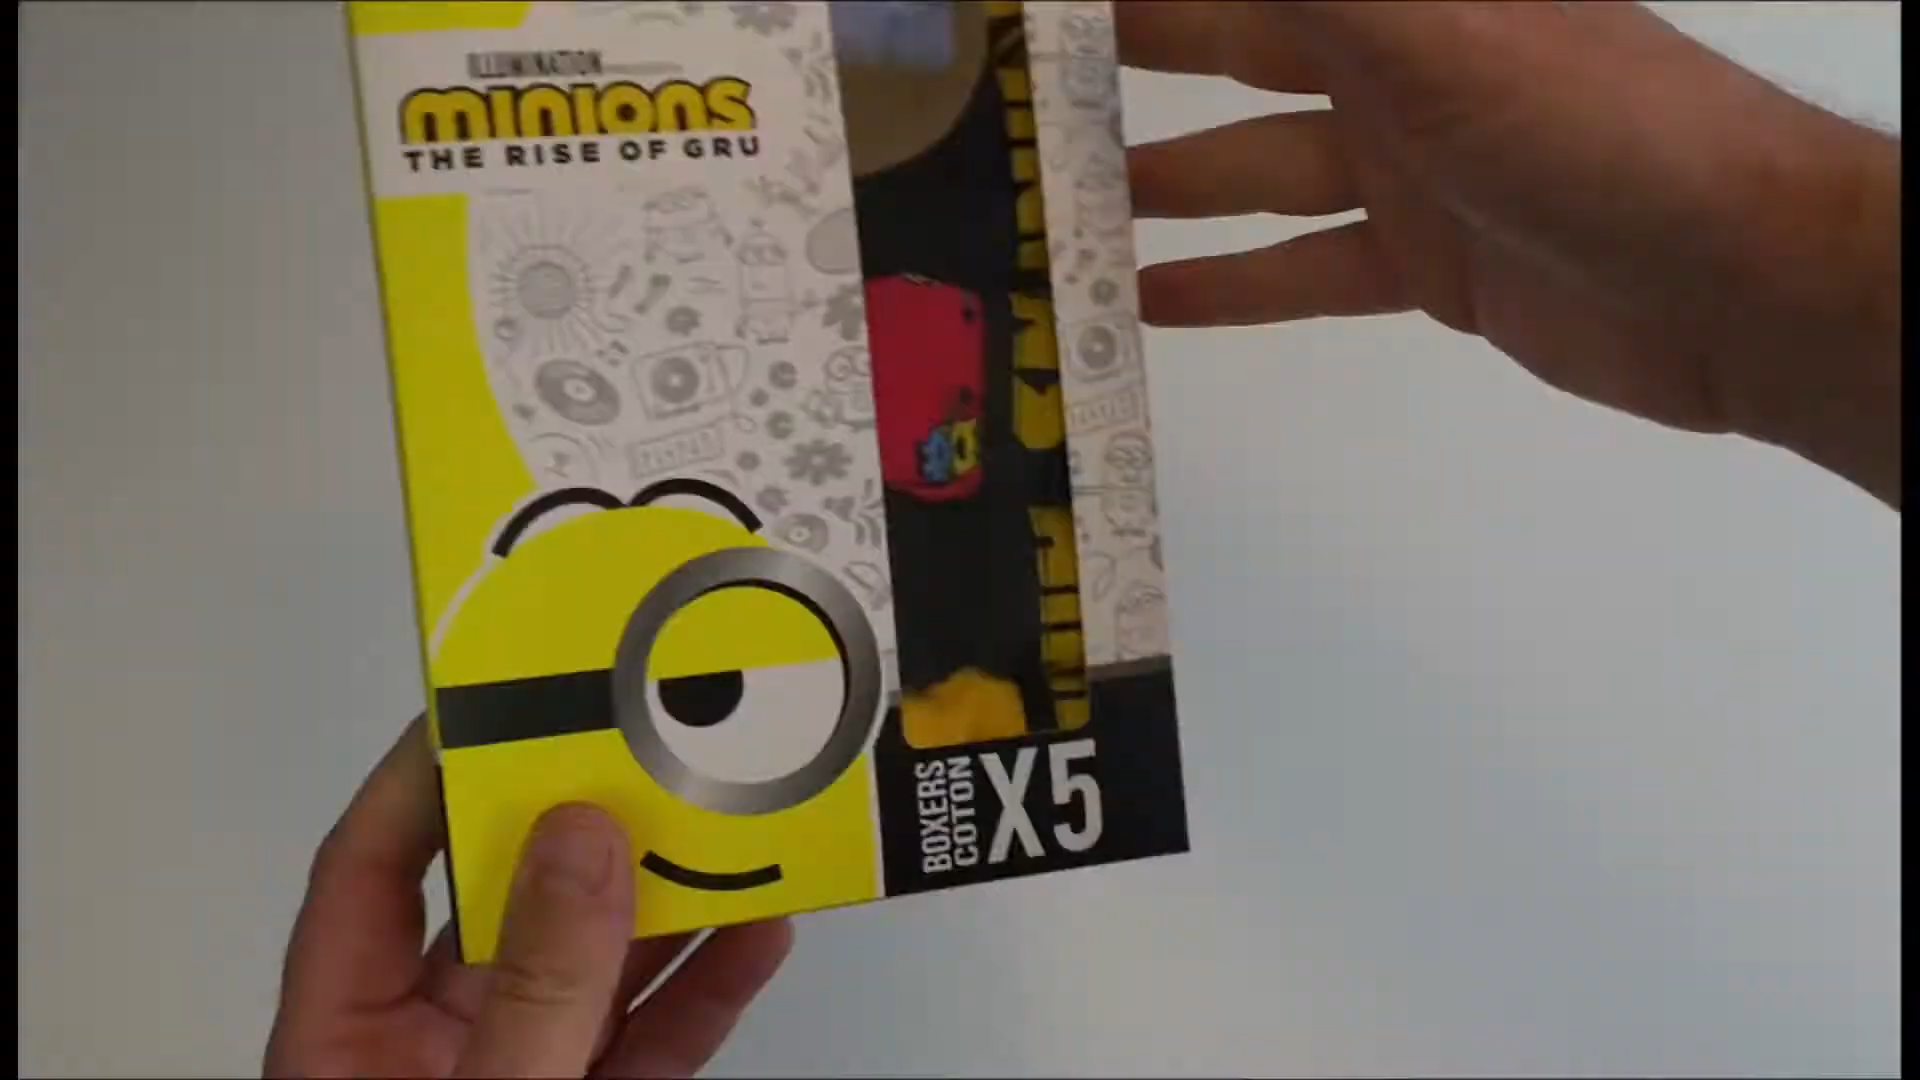 ILLUMINATION
minions
THE RISE OF GRU
BOXERS
COTON
X5